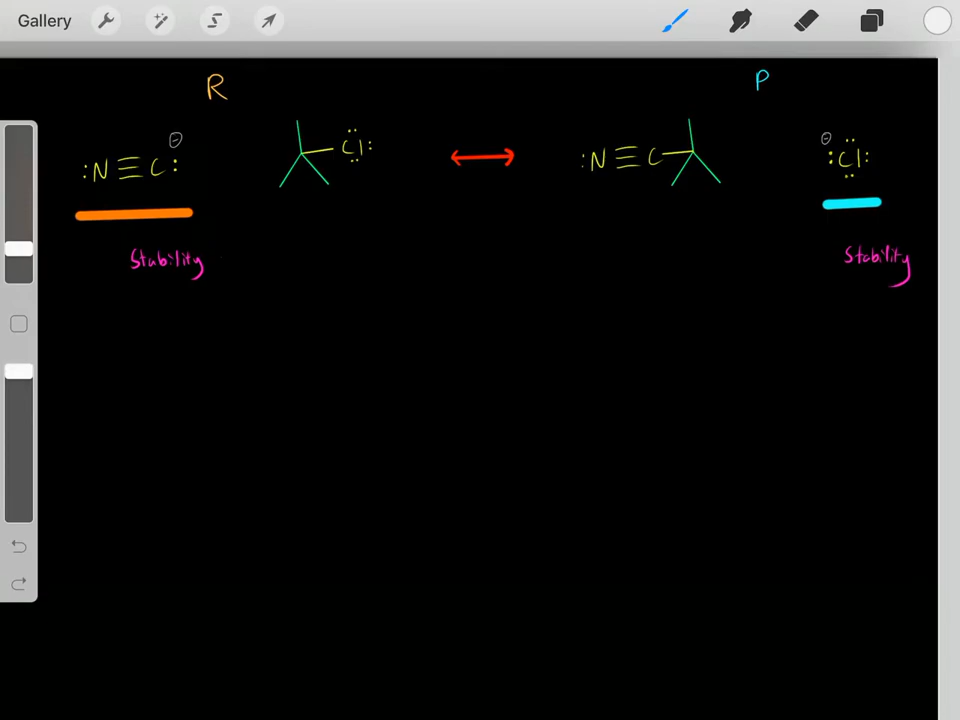 Gallery
R
P
:N≡C:⊖
Cl:
:N≡C
⊖:Cl:
Stability
Stability